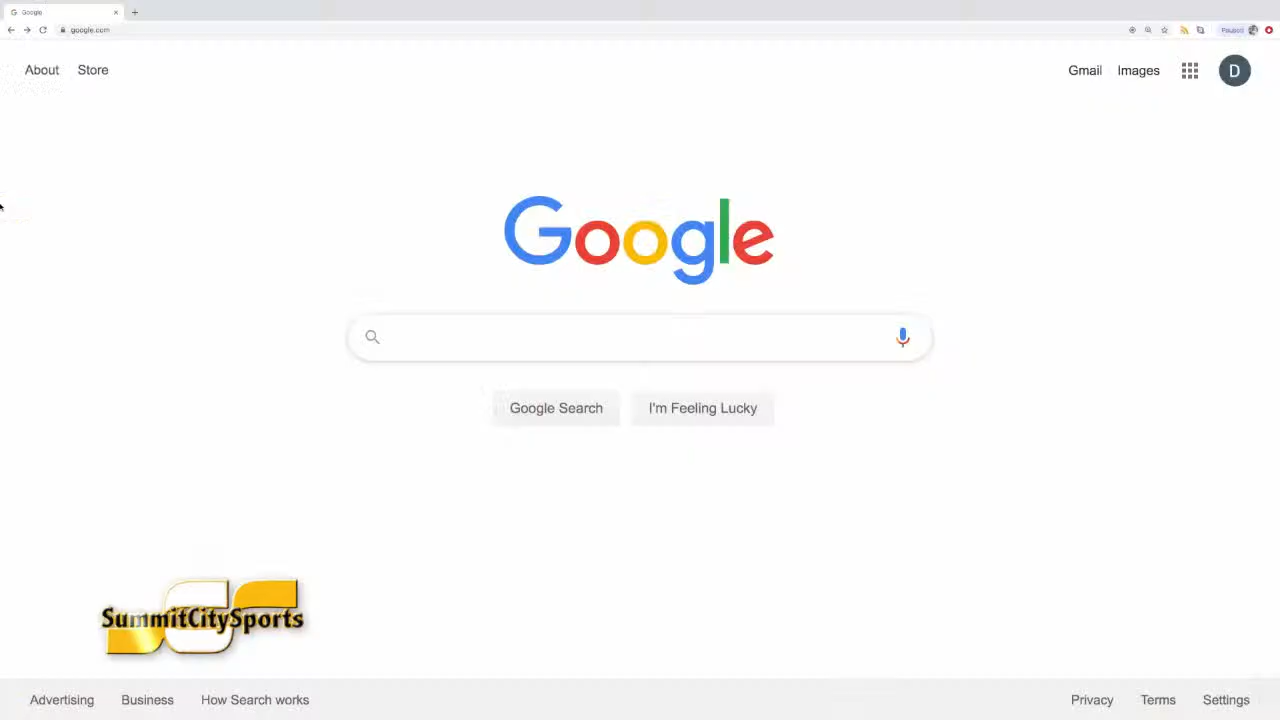 Google
google.com
About Store
Gmail Images D
Google
Google Search I'm Feeling Lucky
SummitCitySports
Advertising Business How Search works
Privacy Terms Settings